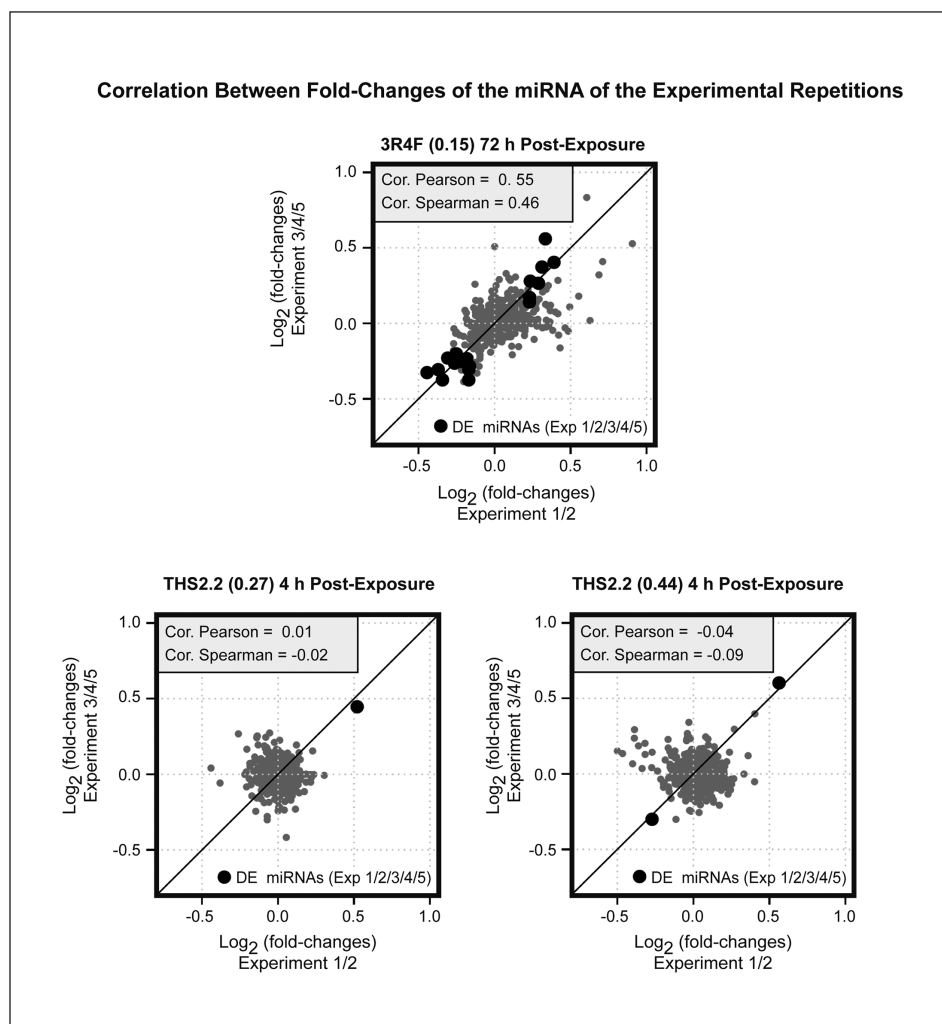 Correlation Between Fold-Changes of the miRNA of the Experimental Repetitions
3R4F (0.15) 72 h Post-Exposure
Cor. Pearson = 0. 55
Cor. Spearman = 0.46
1.0
0.5
0.0
-0.5
Log2 (fold-changes)
Experiment 3/4/5
DE miRNAs (Exp 1/2/3/4/5)
-0.5 0.0 0.5 1.0
Log2 (fold-changes)
Experiment 1/2
THS2.2 (0.27) 4 h Post-Exposure
Cor. Pearson = 0.01
Cor. Spearman = -0.02
1.0
0.5
0.0
-0.5
Log2 (fold-changes)
Experiment 3/4/5
DE miRNAs (Exp 1/2/3/4/5)
-0.5 0.0 0.5 1.0
Log2 (fold-changes)
Experiment 1/2
THS2.2 (0.44) 4 h Post-Exposure
Cor. Pearson = -0.04
Cor. Spearman = -0.09
1.0
0.5
0.0
-0.5
Log2 (fold-changes)
Experiment 3/4/5
DE miRNAs (Exp 1/2/3/4/5)
-0.5 0.0 0.5 1.0
Log2 (fold-changes)
Experiment 1/2